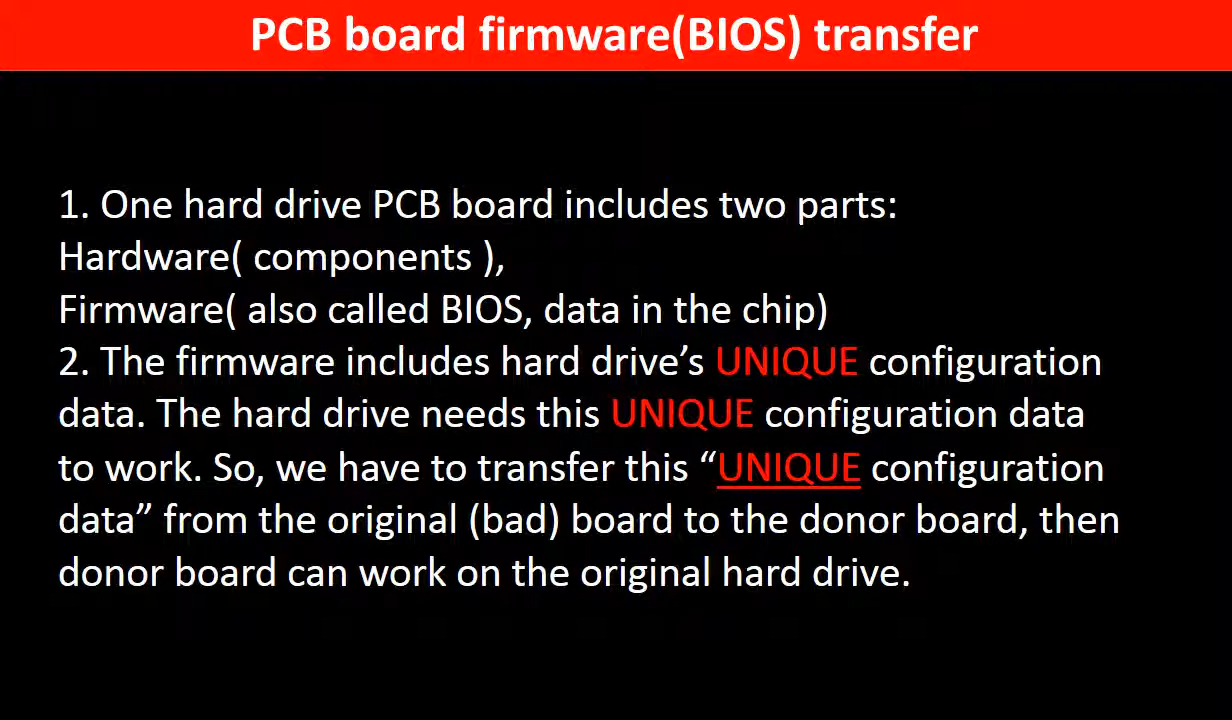 PCB board firmware(BIOS) transfer
1. One hard drive PCB board includes two parts:
Hardware( components ),
Firmware( also called BIOS, data in the chip)
2. The firmware includes hard drive’s UNIQUE configuration
data. The hard drive needs this UNIQUE configuration data
to work. So, we have to transfer this “UNIQUE configuration
data” from the original (bad) board to the donor board, then
donor board can work on the original hard drive.